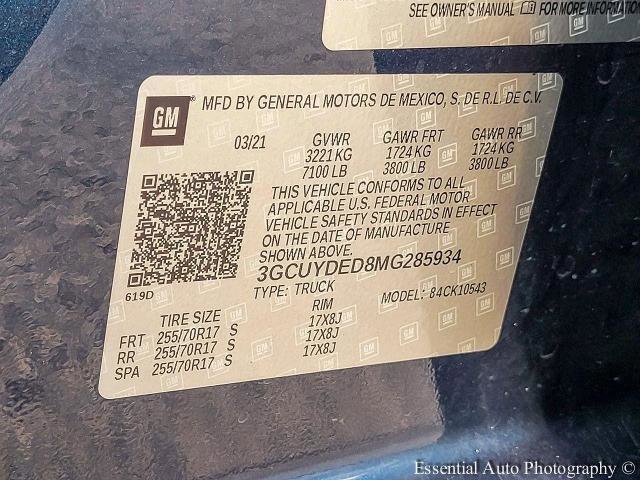 SEE OWNER'S MANUAL FOR MORE INFORMATION
GM ® MFD BY GENERAL MOTORS DE MEXICO, S. DE R.L. DE C.V.
03/21 GVWR GAWR FRT GAWR RR
3221 KG 1724 KG 1724 KG
7100 LB 3800 LB 3800 LB
THIS VEHICLE CONFORMS TO ALL
APPLICABLE U.S. FEDERAL MOTOR
VEHICLE SAFETY STANDARDS IN EFFECT
ON THE DATE OF MANUFACTURE
SHOWN ABOVE.
3GCUYDED8MG285934
619D TYPE: TRUCK MODEL: 84CK10543
TIRE SIZE RIM
FRT 255/70R17 S 17X8J
RR 255/70R17 S 17X8J
SPA 255/70R17 S 17X8J
Essential Auto Photography ©